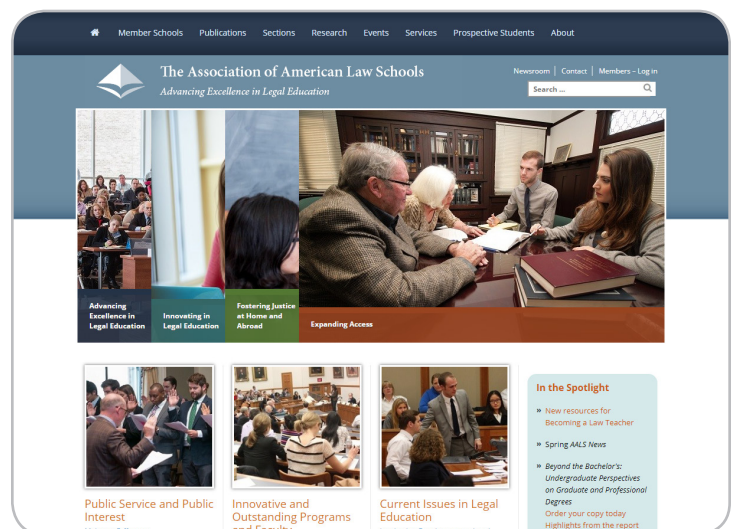 Member Schools Publications Sections Research Events Services Prospective Students About
The Association of American Law Schools
Advancing Excellence in Legal Education
Newsroom | Contact | Members – Log in
Search ...
Advancing
Excellence in
Legal Education
Innovating in
Legal Education
Fostering Justice
at Home and
Abroad
Expanding Access
Public Service and Public
Interest
Innovative and
Outstanding Programs
and Faculty
Current Issues in Legal
Education
In the Spotlight
» New resources for
Becoming a Law Teacher
» Spring AALS News
» Beyond the Bachelor's:
Undergraduate Perspectives
on Graduate and Professional
Degrees
Order your copy today
Highlights from the report